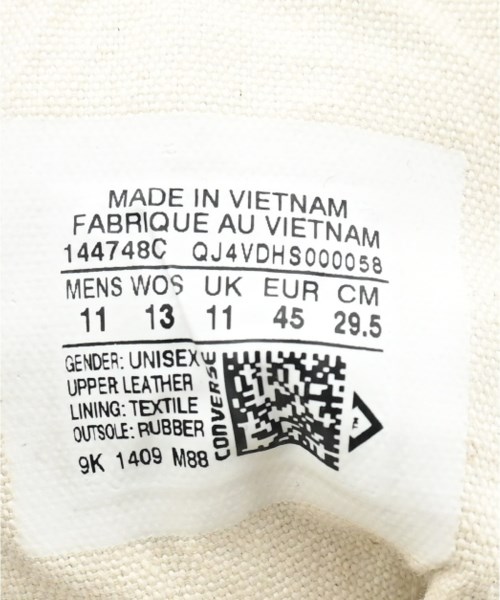 MADE IN VIETNAM
FABRIQUE AU VIETNAM
144748C QJ4VDHS000058
MENS WOS UK EUR CM
11 13 11 45 29.5
GENDER: UNISEX
UPPER LEATHER
LINING: TEXTILE
OUTSOLE: RUBBER
9K 1409 M88
CONVERSE